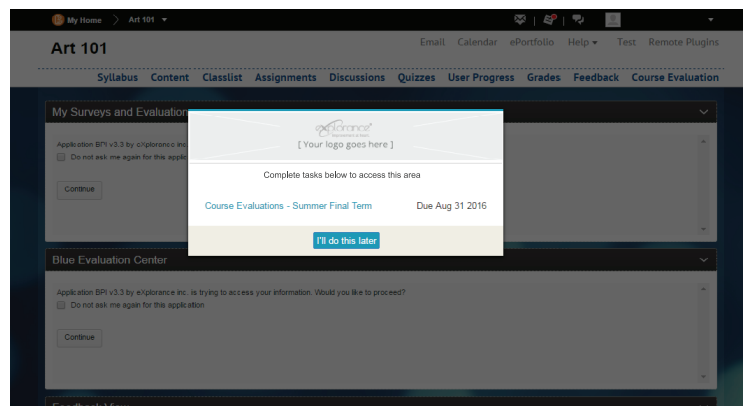 My Home
Art 101
Art 101
Email Calendar ePortfolio Help Test Remote Plugins
Syllabus Content Classlist Assignments Discussions Quizzes User Progress Grades Feedback Course Evaluation
My Surveys and Evaluation
eXplorance
[ Your logo goes here ]
Application BPI v3.3 by eXplorance inc
Do not ask me again for this applic
Complete tasks below to access this area
Continue
Course Evaluations - Summer Final Term Due Aug 31 2016
I'll do this later
Blue Evaluation Center
Application BPI v3.3 by eXplorance inc. is trying to access your information. Would you like to proceed?
Do not ask me again for this application
Continue
Feedback View